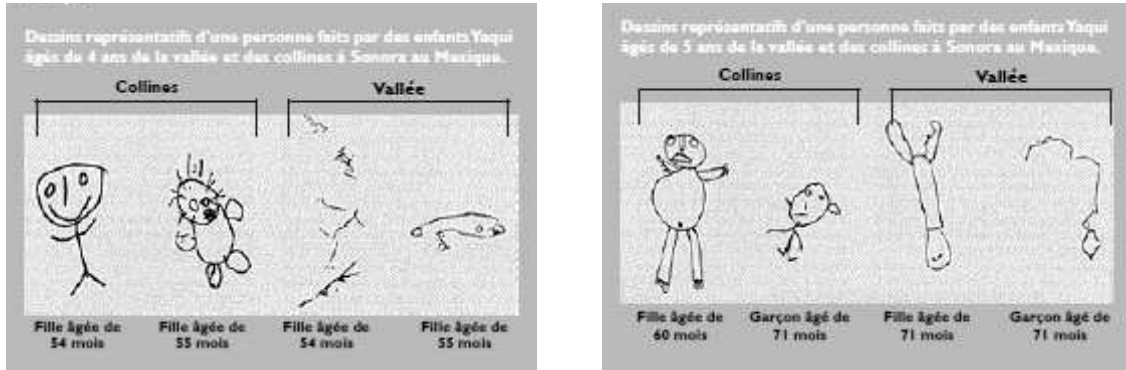 Dessins représentatifs d'une personne faits par des enfants Yaqui
âgés de 4 ans de la vallée et des collines à Sonora au Mexique.
Collines
Vallée
Fille âgée de
54 mois
Fille âgée de
55 mois
Fille âgée de
54 mois
Fille âgée de
55 mois
Dessins représentatifs d'une personne faits par des enfants Yaqui
âgés de 5 ans de la vallée et des collines à Sonora au Mexique.
Collines
Vallée
Fille âgée de
60 mois
Garçon âgé de
71 mois
Fille âgée de
71 mois
Garçon âgé de
71 mois